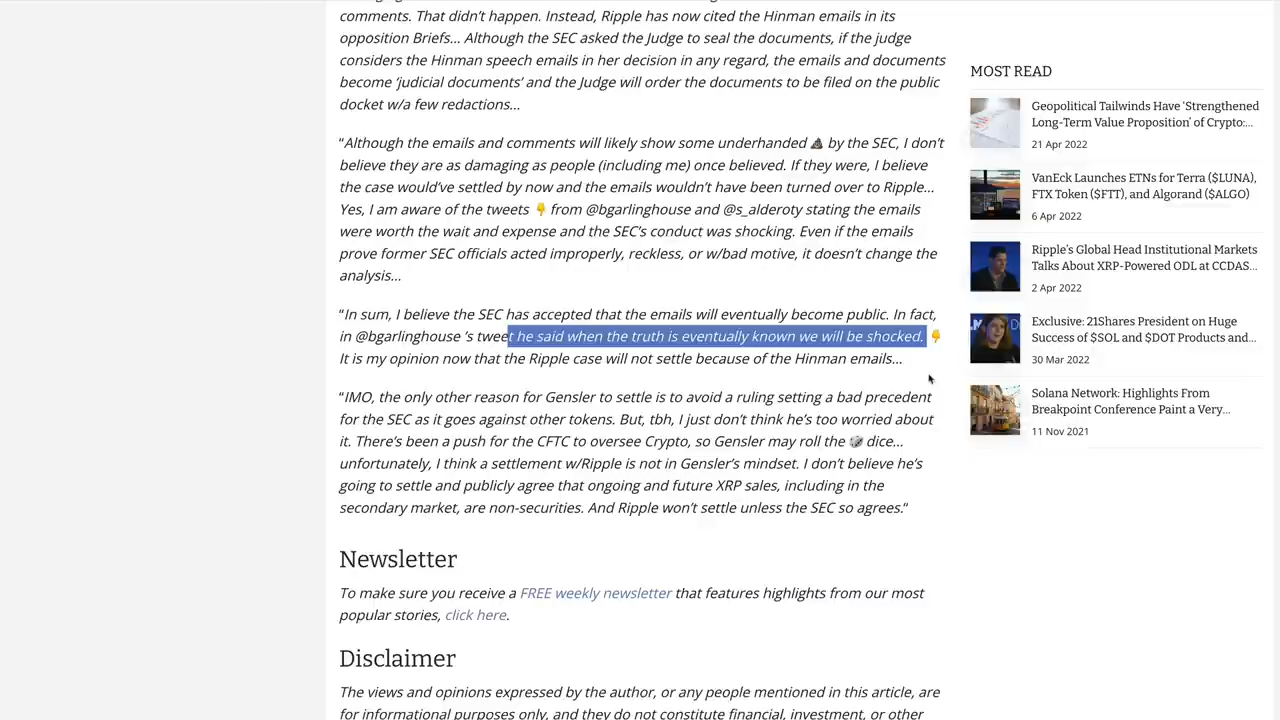 comments. That didn’t happen. Instead, Ripple has now cited the Hinman emails in its
opposition Briefs… Although the SEC asked the Judge to seal the documents, if the judge
considers the Hinman speech emails in her decision in any regard, the emails and documents
become ‘judicial documents’ and the Judge will order the documents to be filed on the public
docket w/a few redactions…
“Although the emails and comments will likely show some underhanded 💩 by the SEC, I don’t
believe they are as damaging as people (including me) once believed. If they were, I believe
the case would’ve settled by now and the emails wouldn’t have been turned over to Ripple…
Yes, I am aware of the tweets 👇 from @bgarlinghouse and @s_alderoty stating the emails
were worth the wait and expense and the SEC’s conduct was shocking. Even if the emails
prove former SEC officials acted improperly, reckless, or w/bad motive, it doesn’t change the
analysis…
“In sum, I believe the SEC has accepted that the emails will eventually become public. In fact,
in @bgarlinghouse ’s tweet he said when the truth is eventually known we will be shocked. 👇
It is my opinion now that the Ripple case will not settle because of the Hinman emails…
“IMO, the only other reason for Gensler to settle is to avoid a ruling setting a bad precedent
for the SEC as it goes against other tokens. But, tbh, I just don’t think he’s too worried about
it. There’s been a push for the CFTC to oversee Crypto, so Gensler may roll the 🎲 dice…
unfortunately, I think a settlement w/Ripple is not in Gensler’s mindset. I don’t believe he’s
going to settle and publicly agree that ongoing and future XRP sales, including in the
secondary market, are non-securities. And Ripple won’t settle unless the SEC so agrees.“
Newsletter
To make sure you receive a FREE weekly newsletter that features highlights from our most
popular stories, click here.
Disclaimer
The views and opinions expressed by the author, or any people mentioned in this article, are
for informational purposes only, and they do not constitute financial, investment, or other
MOST READ
Geopolitical Tailwinds Have ‘Strengthened
Long-Term Value Proposition’ of Crypto:...
21 Apr 2022
VanEck Launches ETNs for Terra ($LUNA),
FTX Token ($FTT), and Algorand ($ALGO)
6 Apr 2022
Ripple’s Global Head Institutional Markets
Talks About XRP-Powered ODL at CCDAS...
2 Apr 2022
Exclusive: 21Shares President on Huge
Success of $SOL and $DOT Products and...
30 Mar 2022
Solana Network: Highlights From
Breakpoint Conference Paint a Very...
11 Nov 2021